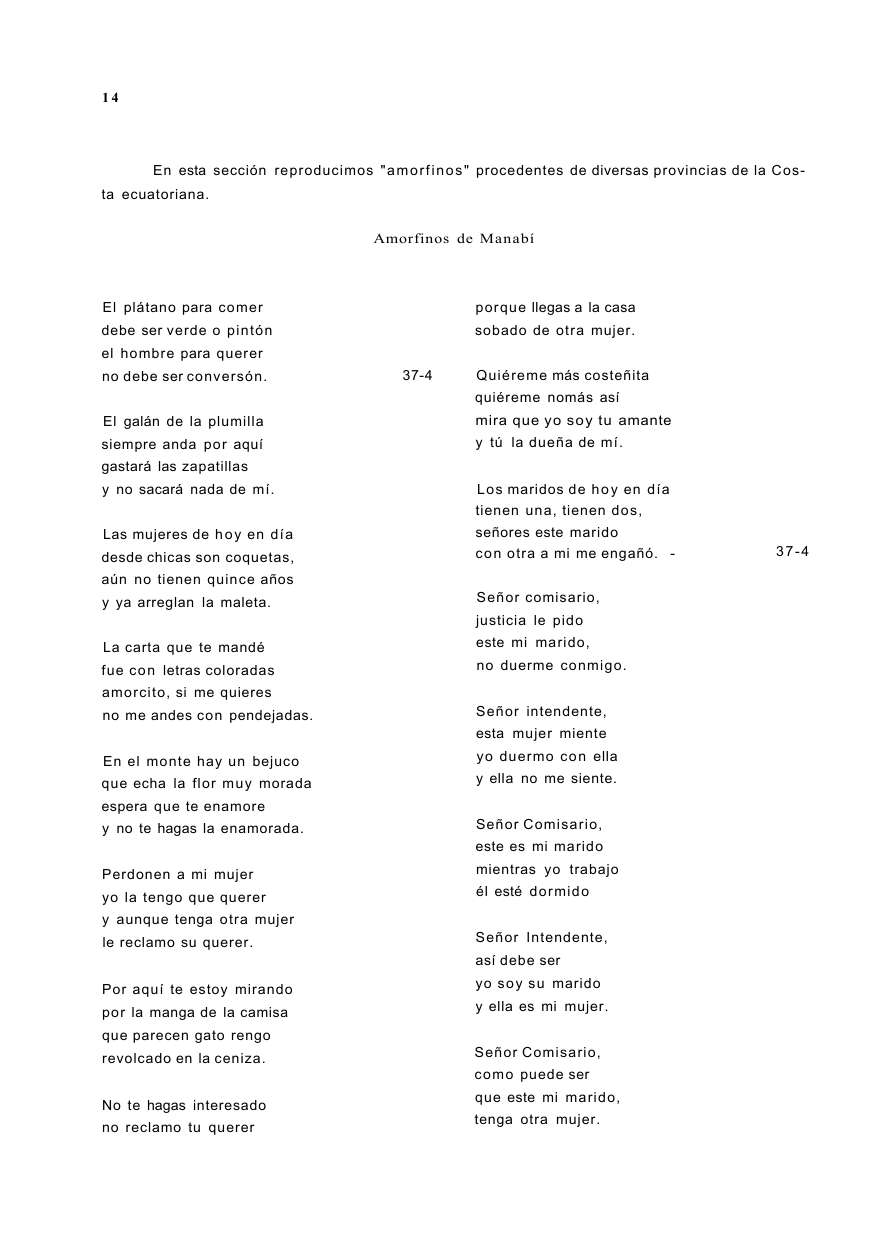 14
En esta sección reproducimos "amorfinos" procedentes de diversas provincias de la Cos-
ta ecuatoriana.
Amorfinos de Manabí
El plátano para comer
debe ser verde o pintón
el hombre para querer
no debe ser conversón.
El galán de la plumilla
siempre anda por aquí
gastará las zapatillas
y no sacará nada de mí.
Las mujeres de hoy en día
desde chicas son coquetas,
aún no tienen quince años
y ya arreglan la maleta.
La carta que te mandé
fue con letras coloradas
amorcito, si me quieres
no me andes con pendejadas.
En el monte hay un bejuco
que echa la flor muy morada
espera que te enamore
y no te hagas la enamorada.
Perdonen a mi mujer
yo la tengo que querer
y aunque tenga otra mujer
le reclamo su querer.
Por aquí te estoy mirando
por la manga de la camisa
que parecen gato rengo
revolcado en la ceniza.
No te hagas interesado
no reclamo tu querer
porque llegas a la casa
sobado de otra mujer.
37-4 Quiéreme más costeñita
quiéreme nomás así
mira que yo soy tu amante
y tú la dueña de mí.
Los maridos de hoy en día
tienen una, tienen dos,
señores este marido
con otra a mi me engañó. - 37-4
Señor comisario,
justicia le pido
este mi marido,
no duerme conmigo.
Señor intendente,
esta mujer miente
yo duermo con ella
y ella no me siente.
Señor Comisario,
este es mi marido
mientras yo trabajo
él esté dormido
Señor Intendente,
así debe ser
yo soy su marido
y ella es mi mujer.
Señor Comisario,
como puede ser
que este mi marido,
tenga otra mujer.